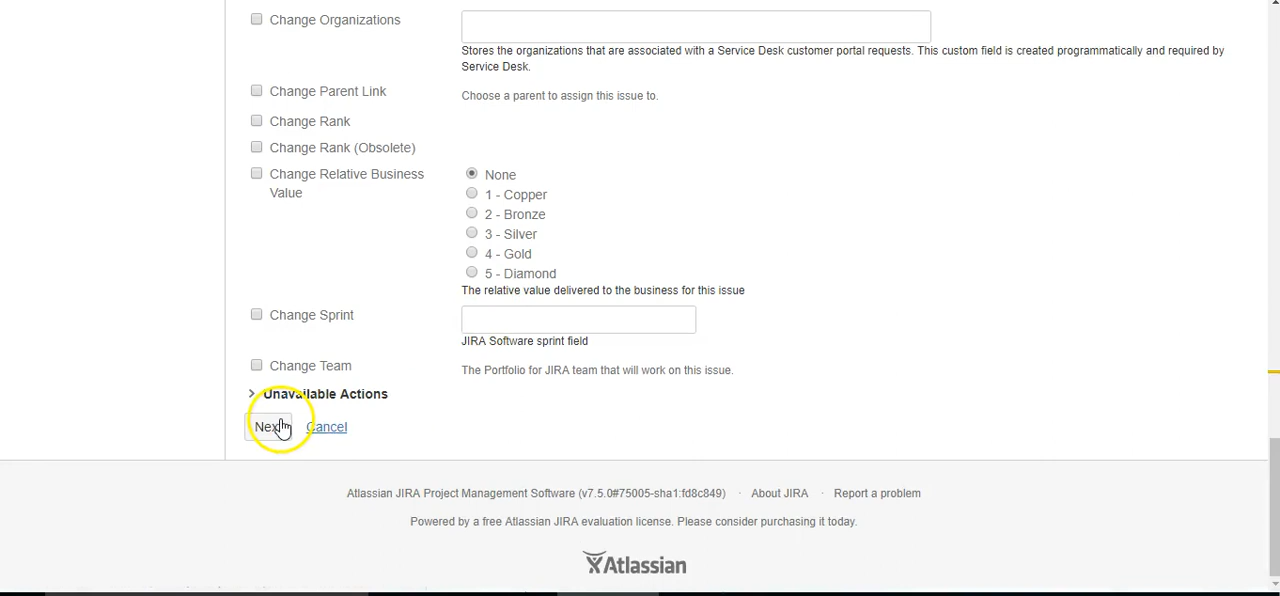 Change Organizations
Stores the organizations that are associated with a Service Desk customer portal requests. This custom field is created programmatically and required by
Service Desk.
Change Parent Link
Choose a parent to assign this issue to.
Change Rank
Change Rank (Obsolete)
Change Relative Business
Value
None
1 - Copper
2 - Bronze
3 - Silver
4 - Gold
5 - Diamond
The relative value delivered to the business for this issue
Change Sprint
JIRA Software sprint field
Change Team
The Portfolio for JIRA team that will work on this issue.
Unavailable Actions
Next Cancel
Atlassian JIRA Project Management Software (v7.5.0#75005-sha1:fd8c849) · About JIRA · Report a problem
Powered by a free Atlassian JIRA evaluation license. Please consider purchasing it today.
Atlassian